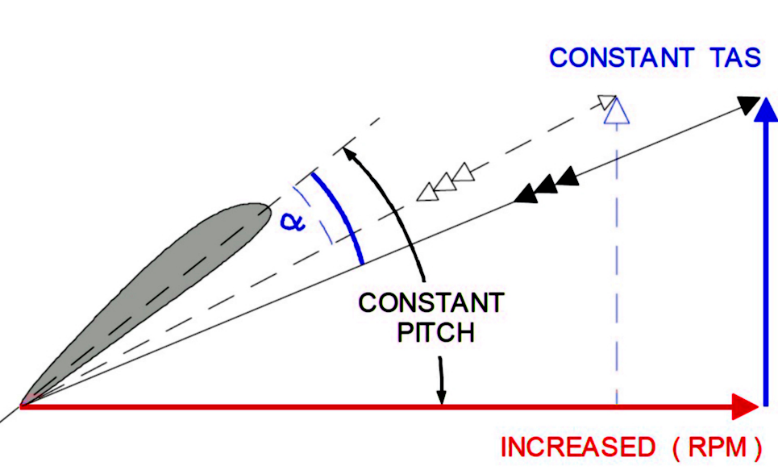 CONSTANT TAS
α
CONSTANT
PITCH
INCREASED ( RPM )